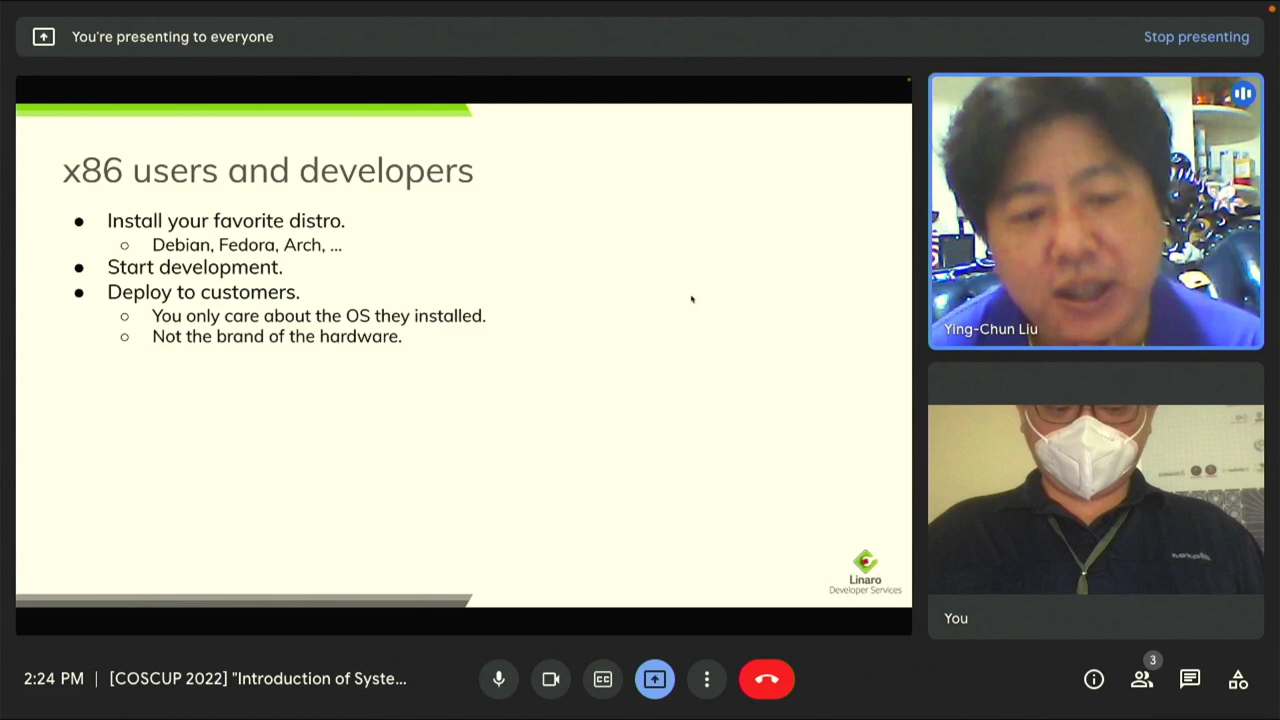 You're presenting to everyone
Stop presenting
x86 users and developers
● Install your favorite distro.
○ Debian, Fedora, Arch, ...
● Start development.
● Deploy to customers.
○ You only care about the OS they installed.
○ Not the brand of the hardware.
Linaro
Developer Services
Ying-Chun Liu
You
2:24 PM | [COSCUP 2022] "Introduction of Syste...
3